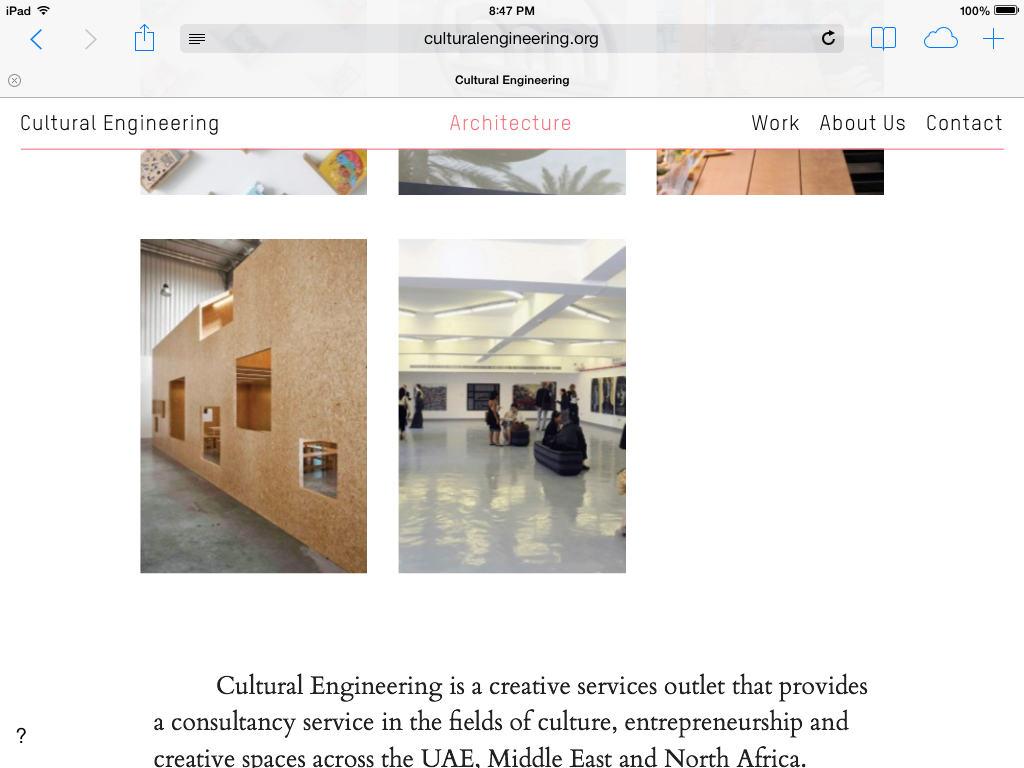 iPad 8:47 PM 100%
culturalengineering.org
Cultural Engineering
Cultural Engineering Architecture Work About Us Contact
Cultural Engineering is a creative services outlet that provides
a consultancy service in the fields of culture, entrepreneurship and
? creative spaces across the UAE, Middle East and North Africa.